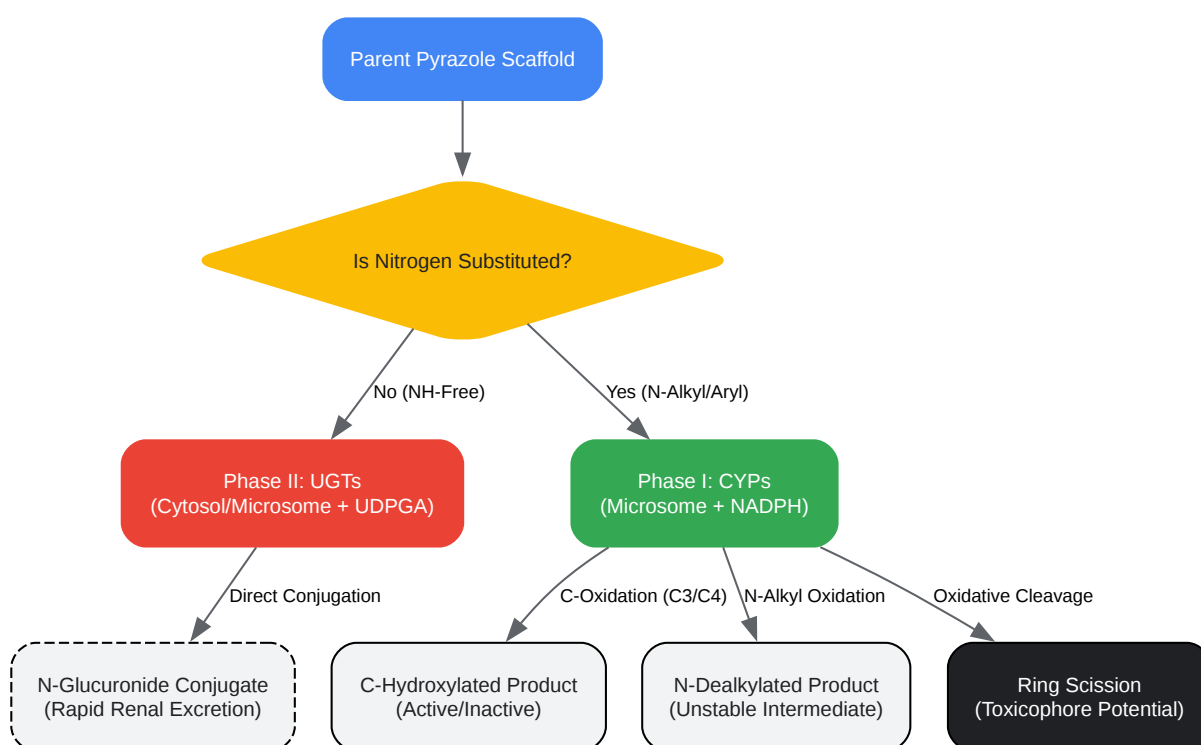 Parent Pyrazole Scaffold
Is Nitrogen Substituted?
No (NH-Free)
Yes (N-Alkyl/Aryl)
Phase II: UGTs
(Cytosol/Microsome + UDPGA)
Phase I: CYPs
(Microsome + NADPH)
Direct Conjugation
C-Oxidation (C3/C4)
N-Alkyl Oxidation
Oxidative Cleavage
N-Glucuronide Conjugate
(Rapid Renal Excretion)
C-Hydroxylated Product
(Active/Inactive)
N-Dealkylated Product
(Unstable Intermediate)
Ring Scission
(Toxicophore Potential)